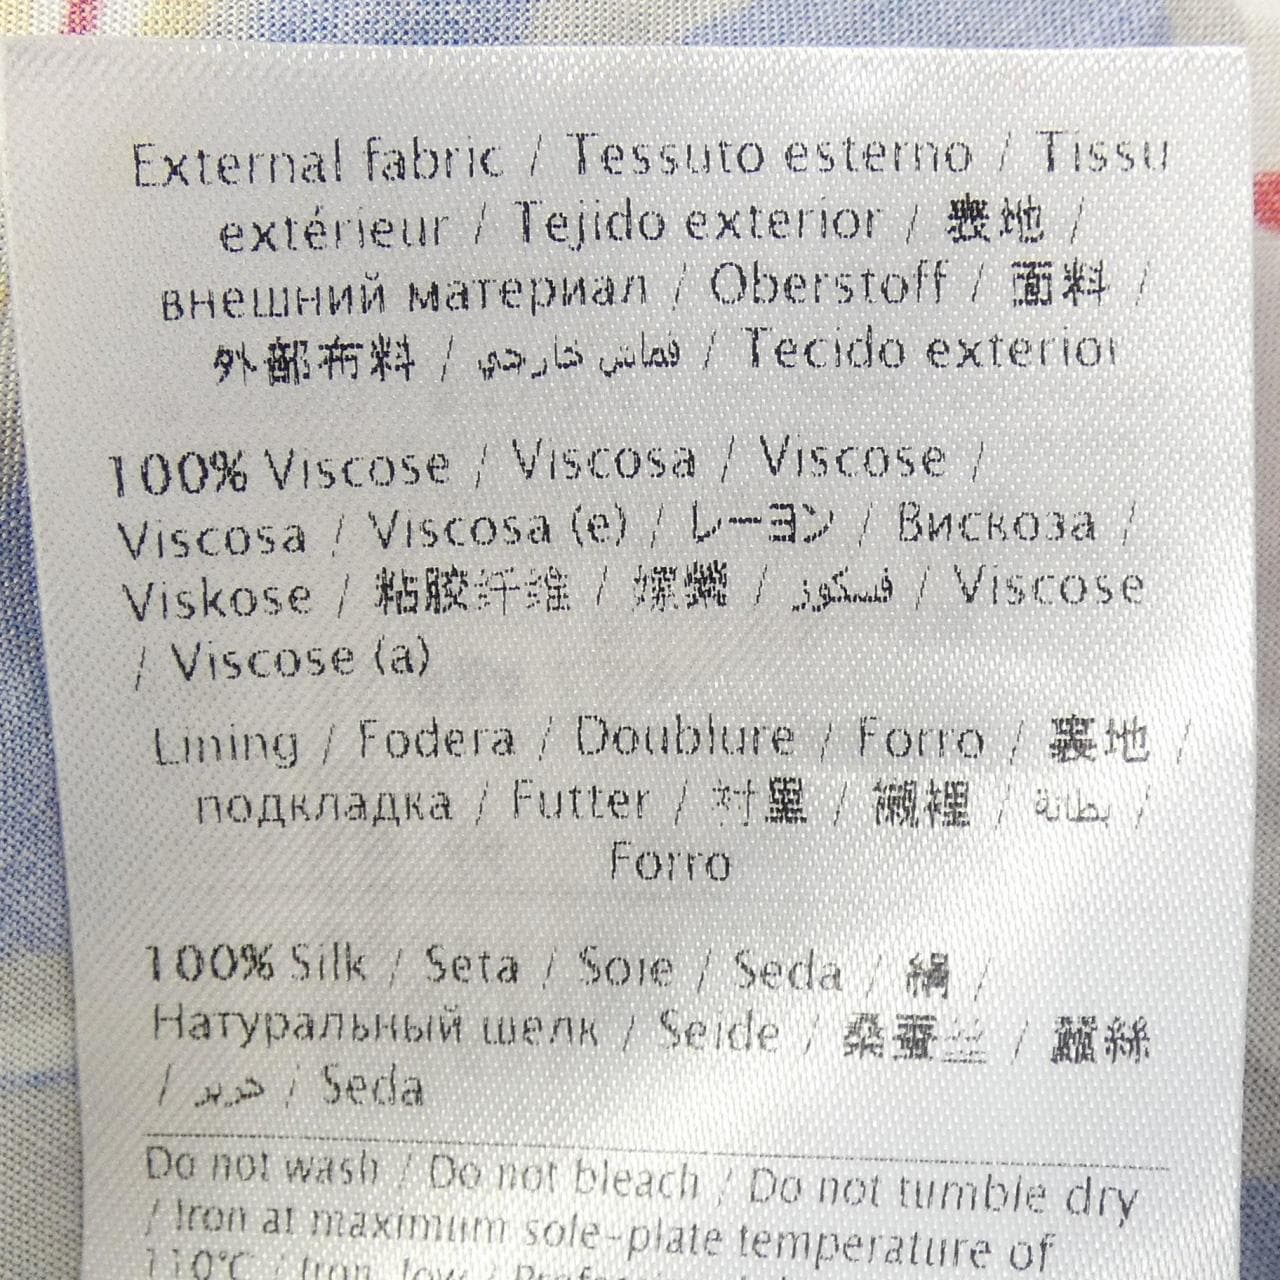 External fabric / Tessuto esterno / Tissu
extérieur / Tejido exterior / 表地 /
внешний материал / Oberstoff / 面料 /
外部布料 / قماش خارجي / Tecido exterior
100% Viscose / Viscosa / Viscose /
Viscosa / Viscosa (e) / レーヨン / Вискоза /
Viskose / 粘胶纤维 / 嫘縈 / فسكوز / Viscose
/ Viscose (a)
Lining / Fodera / Doublure / Forro / 裏地 /
подкладка / Futter / 衬里 / 襯裡 / بطانة /
Forro
100% Silk / Seta / Soie / Seda / 絹 /
Натуральный шелк / Seide / 桑蚕丝 / 蠶絲
/ حرير / Seda
Do not wash / Do not bleach / Do not tumble dry
/ Iron at maximum sole-plate temperature of
110°C / Iron, low /